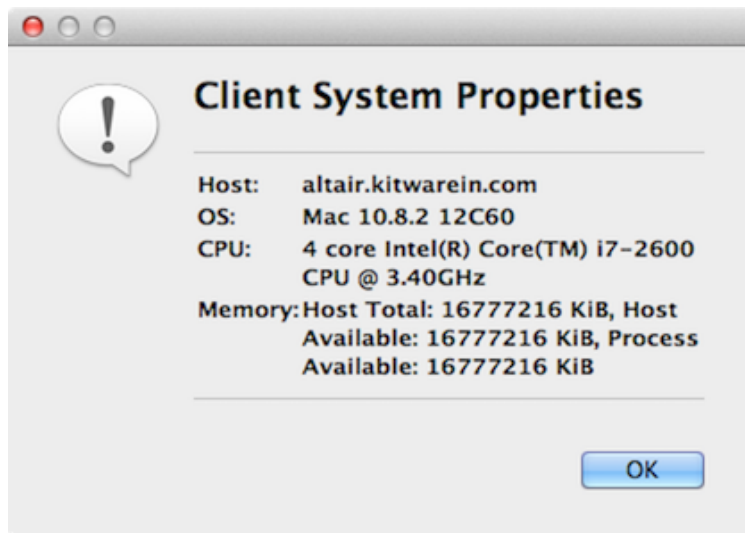 Client System Properties
Host: altair.kitwarein.com
OS: Mac 10.8.2 12C60
CPU: 4 core Intel(R) Core(TM) i7-2600
CPU @ 3.40GHz
Memory: Host Total: 16777216 KiB, Host
Available: 16777216 KiB, Process
Available: 16777216 KiB
OK